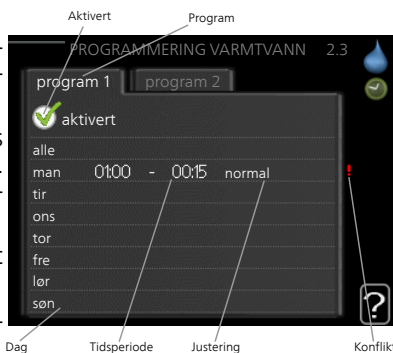 Aktivert Program
PROGRAMMERING VARMTVANN 2.3
program 1 program 2
aktivert
alle
man 01:00 - 00:15 normal !
tir
ons
tor
fre
lør
søn
?
Dag Tidsperiode Justering Konflikt